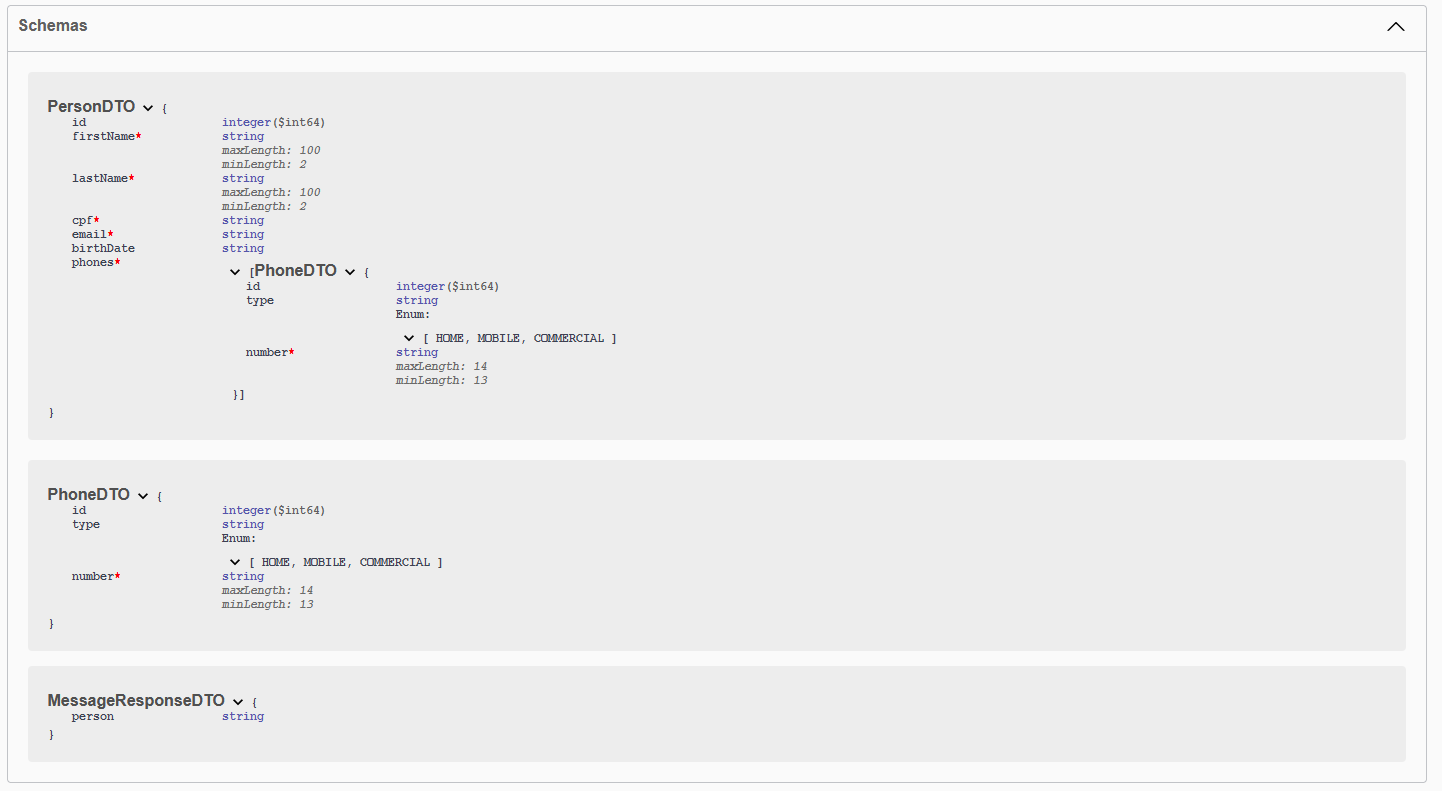 Schemas
PersonDTO {
id integer($int64)
firstName* string
maxLength: 100
minLength: 2
lastName* string
maxLength: 100
minLength: 2
cpf* string
email* string
birthDate string
phones* [PhoneDTO {
id integer($int64)
type string
Enum:
[ HOME, MOBILE, COMMERCIAL ]
number* string
maxLength: 14
minLength: 13
}]
}
PhoneDTO {
id integer($int64)
type string
Enum:
[ HOME, MOBILE, COMMERCIAL ]
number* string
maxLength: 14
minLength: 13
}
MessageResponseDTO {
person string
}